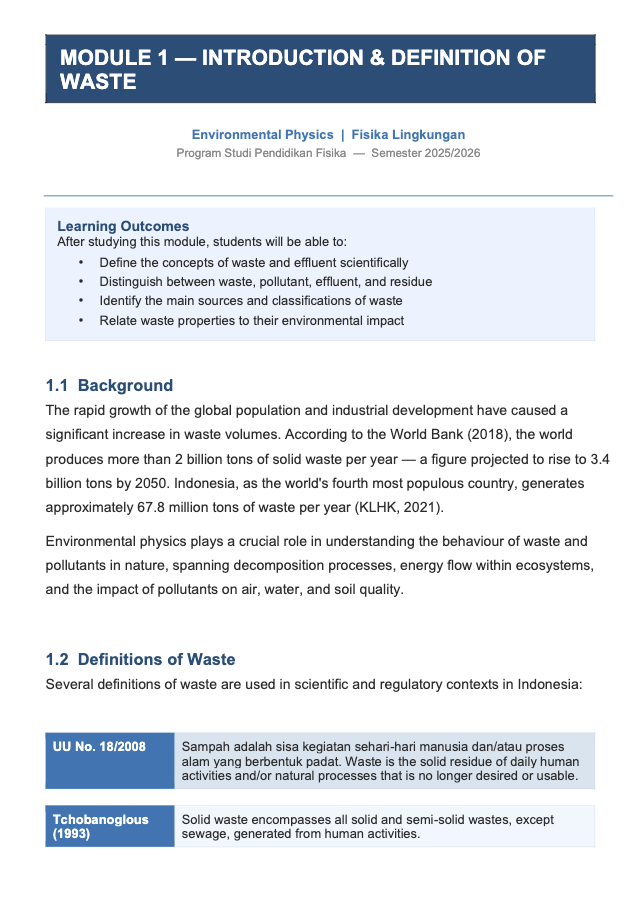 MODULE 1 — INTRODUCTION & DEFINITION OF
WASTE
Environmental Physics | Fisika Lingkungan
Program Studi Pendidikan Fisika — Semester 2025/2026
Learning Outcomes
After studying this module, students will be able to:
• Define the concepts of waste and effluent scientifically
• Distinguish between waste, pollutant, effluent, and residue
• Identify the main sources and classifications of waste
• Relate waste properties to their environmental impact
1.1 Background
The rapid growth of the global population and industrial development have caused a
significant increase in waste volumes. According to the World Bank (2018), the world
produces more than 2 billion tons of solid waste per year — a figure projected to rise to 3.4
billion tons by 2050. Indonesia, as the world's fourth most populous country, generates
approximately 67.8 million tons of waste per year (KLHK, 2021).
Environmental physics plays a crucial role in understanding the behaviour of waste and
pollutants in nature, spanning decomposition processes, energy flow within ecosystems,
and the impact of pollutants on air, water, and soil quality.
1.2 Definitions of Waste
Several definitions of waste are used in scientific and regulatory contexts in Indonesia:
UU No. 18/2008
Sampah adalah sisa kegiatan sehari-hari manusia dan/atau proses
alam yang berbentuk padat. Waste is the solid residue of daily human
activities and/or natural processes that is no longer desired or usable.
Tchobanoglous
(1993)
Solid waste encompasses all solid and semi-solid wastes, except
sewage, generated from human activities.